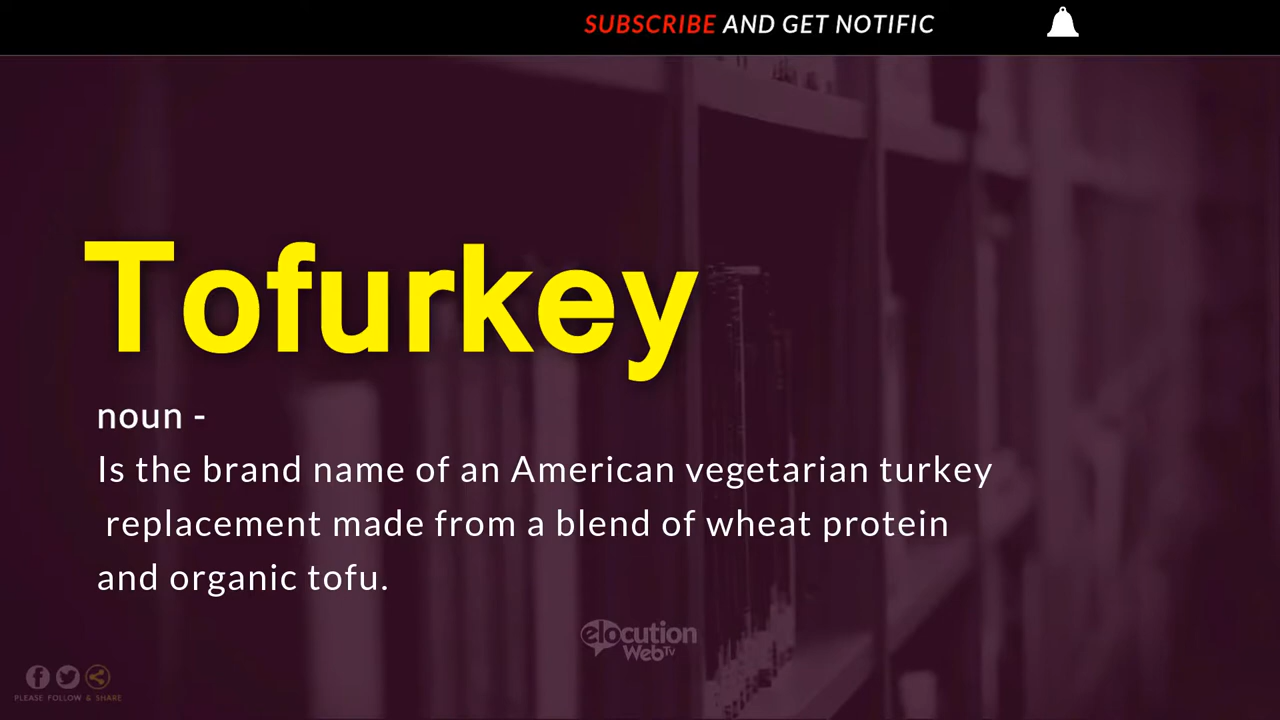 SUBSCRIBE AND GET NOTIFIC
Tofurkey
noun -
Is the brand name of an American vegetarian turkey
replacement made from a blend of wheat protein
and organic tofu.
elocution
WebTv
PLEASE FOLLOW & SHARE